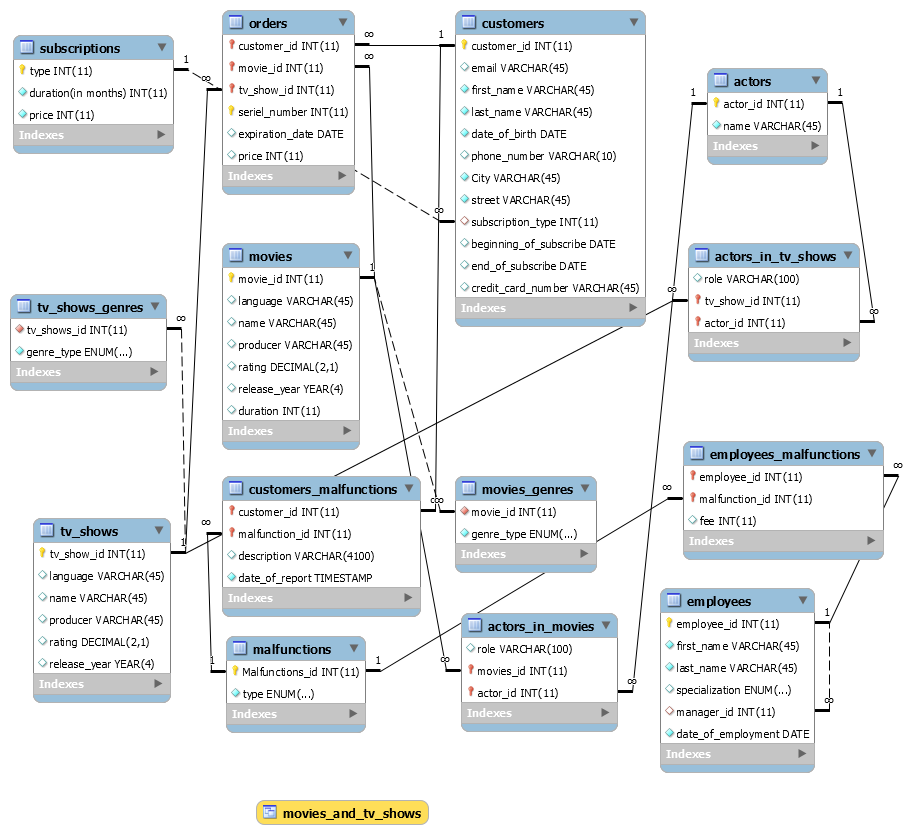 subscriptions
type INT(11)
duration(in months) INT(11)
price INT(11)
Indexes
orders
customer_id INT(11)
movie_id INT(11)
tv_show_id INT(11)
seriel_number INT(11)
expiration_date DATE
price INT(11)
Indexes
customers
customer_id INT(11)
email VARCHAR(45)
first_name VARCHAR(45)
last_name VARCHAR(45)
date_of_birth DATE
phone_number VARCHAR(10)
City VARCHAR(45)
street VARCHAR(45)
subscription_type INT(11)
beginning_of_subscribe DATE
end_of_subscribe DATE
credit_card_number VARCHAR(45)
Indexes
actors
actor_id INT(11)
name VARCHAR(45)
Indexes
actors_in_tv_shows
role VARCHAR(100)
tv_show_id INT(11)
actor_id INT(11)
Indexes
movies
movie_id INT(11)
language VARCHAR(45)
name VARCHAR(45)
producer VARCHAR(45)
rating DECIMAL(2,1)
release_year YEAR(4)
duration INT(11)
Indexes
tv_shows_genres
tv_shows_id INT(11)
genre_type ENUM(...)
Indexes
customers_malfunctions
customer_id INT(11)
malfunction_id INT(11)
description VARCHAR(4100)
date_of_report TIMESTAMP
Indexes
movies_genres
movie_id INT(11)
genre_type ENUM(...)
Indexes
employees_malfunctions
employee_id INT(11)
malfunction_id INT(11)
fee INT(11)
Indexes
tv_shows
tv_show_id INT(11)
language VARCHAR(45)
name VARCHAR(45)
producer VARCHAR(45)
rating DECIMAL(2,1)
release_year YEAR(4)
Indexes
malfunctions
Malfunctions_id INT(11)
type ENUM(...)
Indexes
actors_in_movies
role VARCHAR(100)
movies_id INT(11)
actor_id INT(11)
Indexes
employees
employee_id INT(11)
first_name VARCHAR(45)
last_name VARCHAR(45)
specialization ENUM(...)
manager_id INT(11)
date_of_employment DATE
Indexes
movies_and_tv_shows
1
∞
∞
∞
1
∞
1
1
∞
∞
1
∞
1
∞
∞
∞
∞
∞
1
1
1
∞
∞
∞